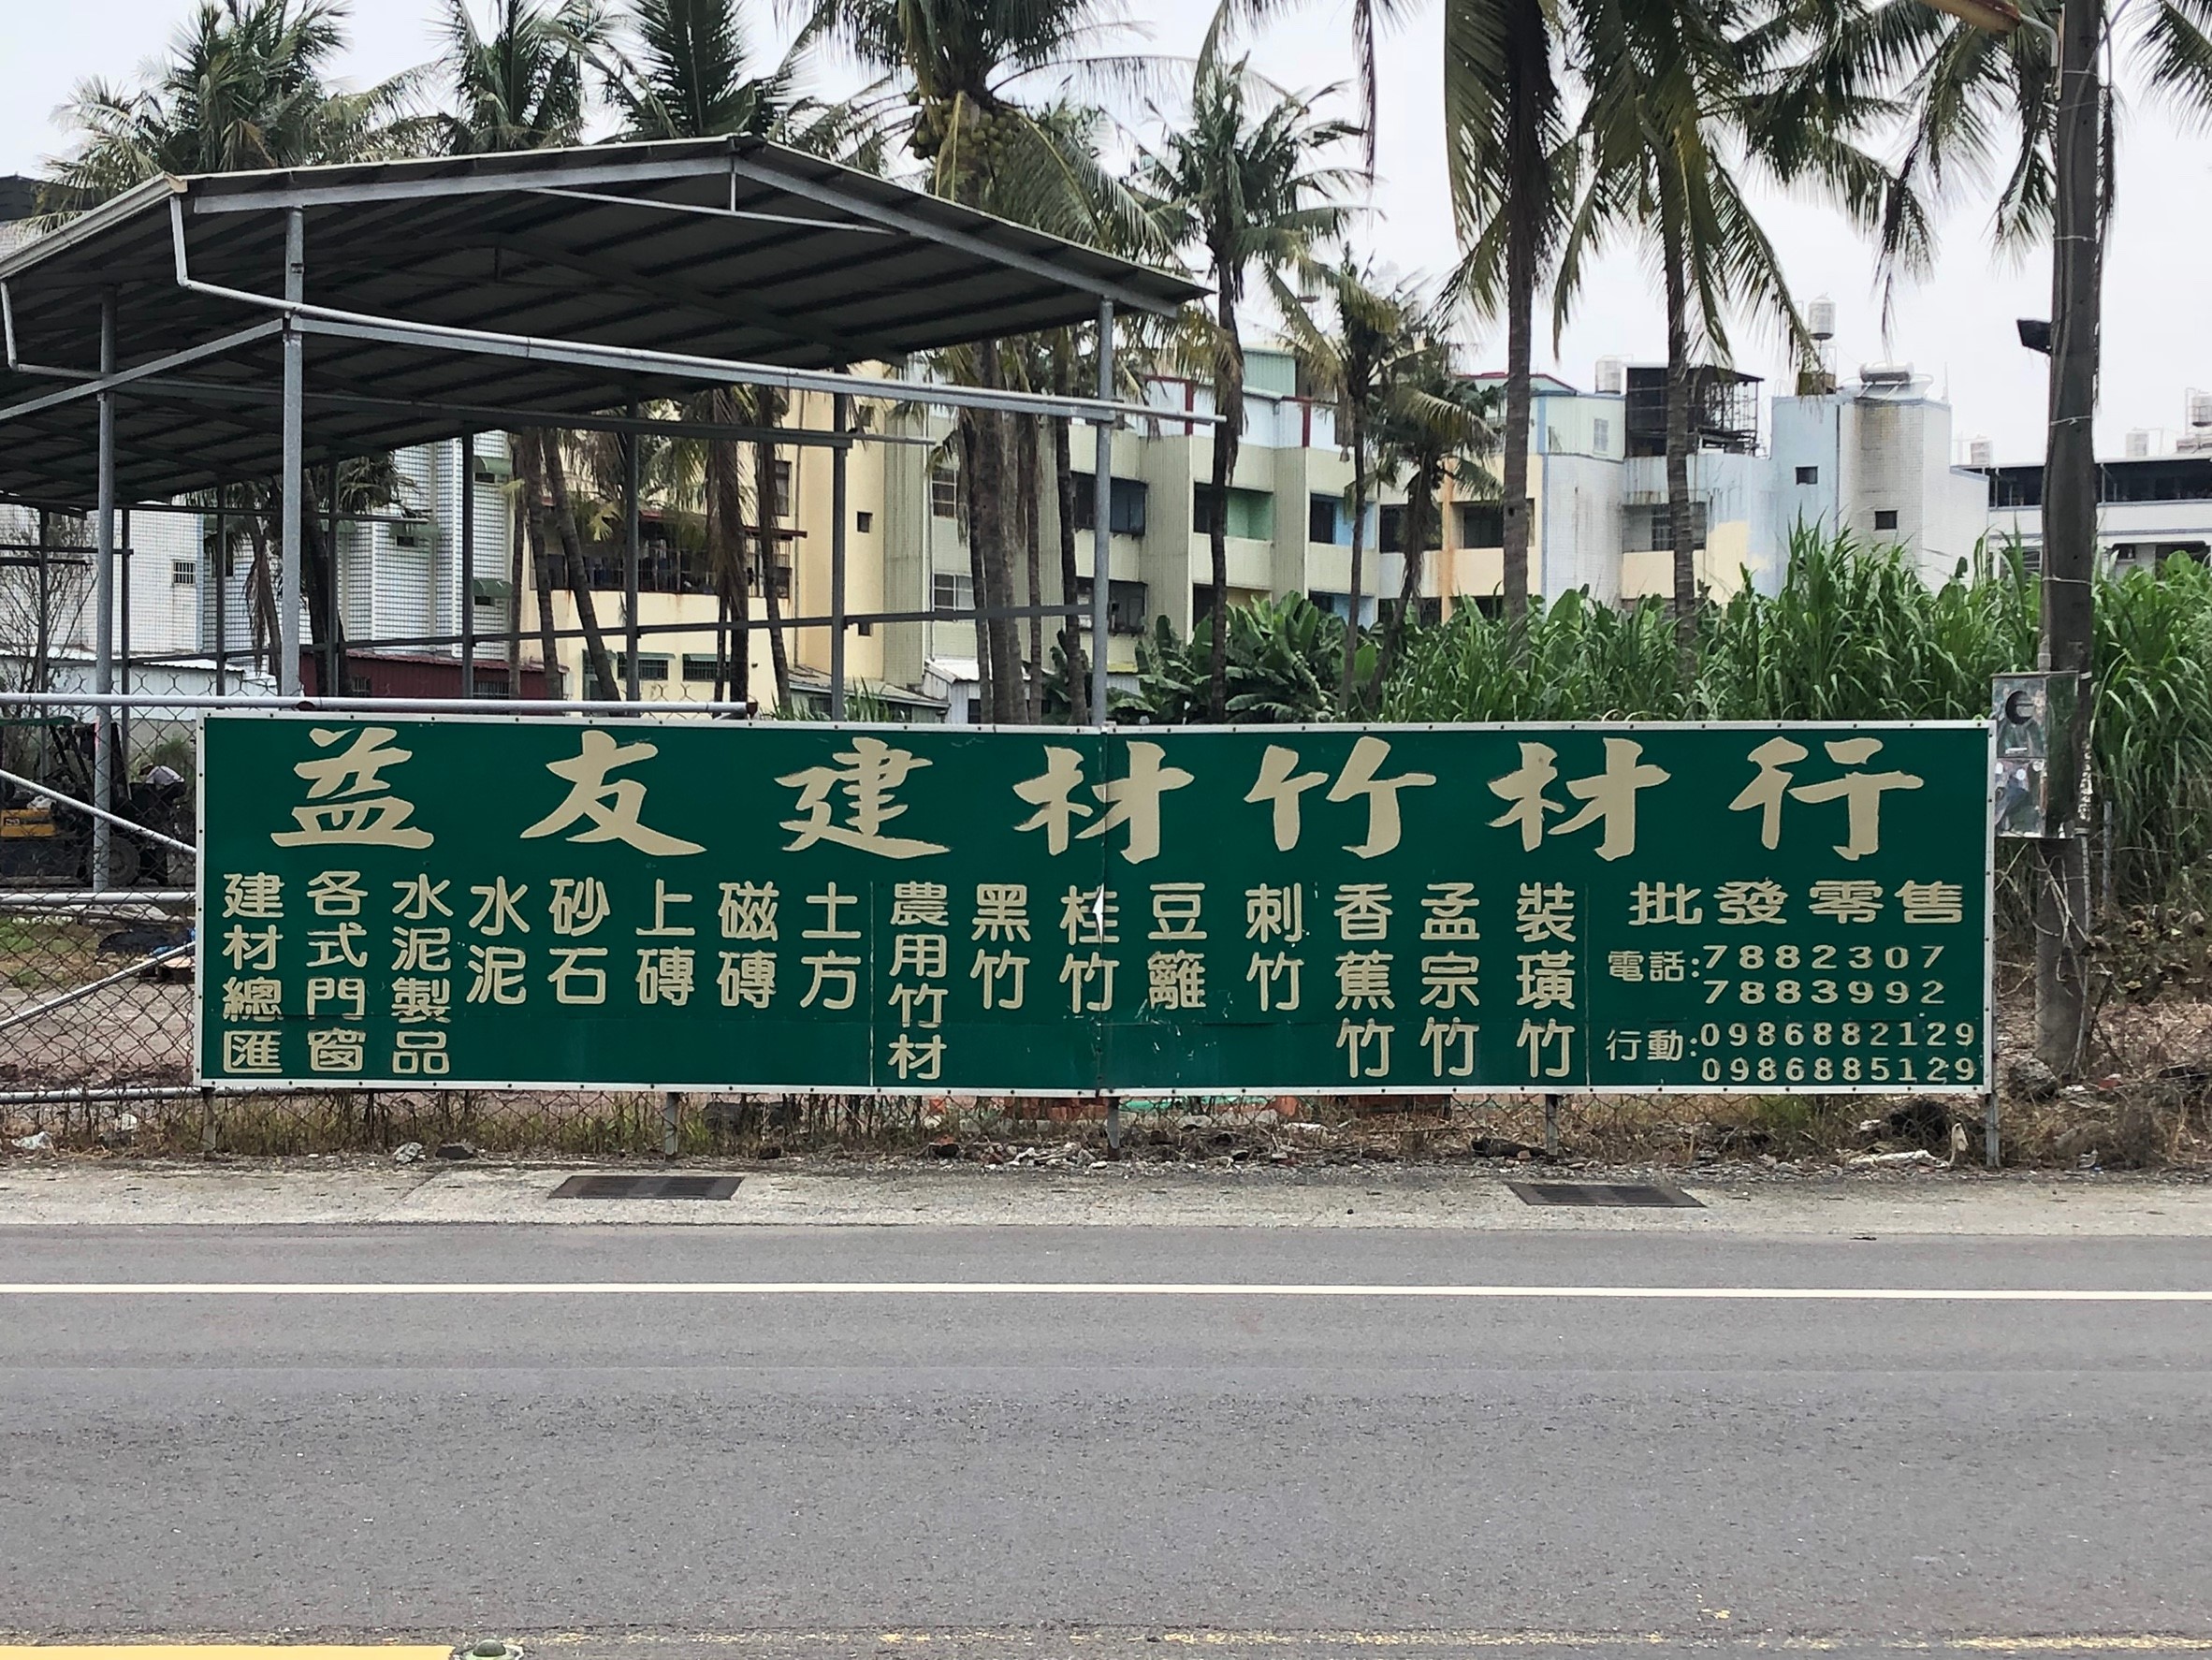 益友建材竹材行
建材總匯
各式門窗
水泥製品
水泥
砂石
上磚
磁磚
土方
農用竹材
黑竹
桂竹
豆籬
刺竹
香蕉竹
孟宗竹
裝璜竹
批發零售
電話:7882307
7883992
行動:0986882129
0986885129